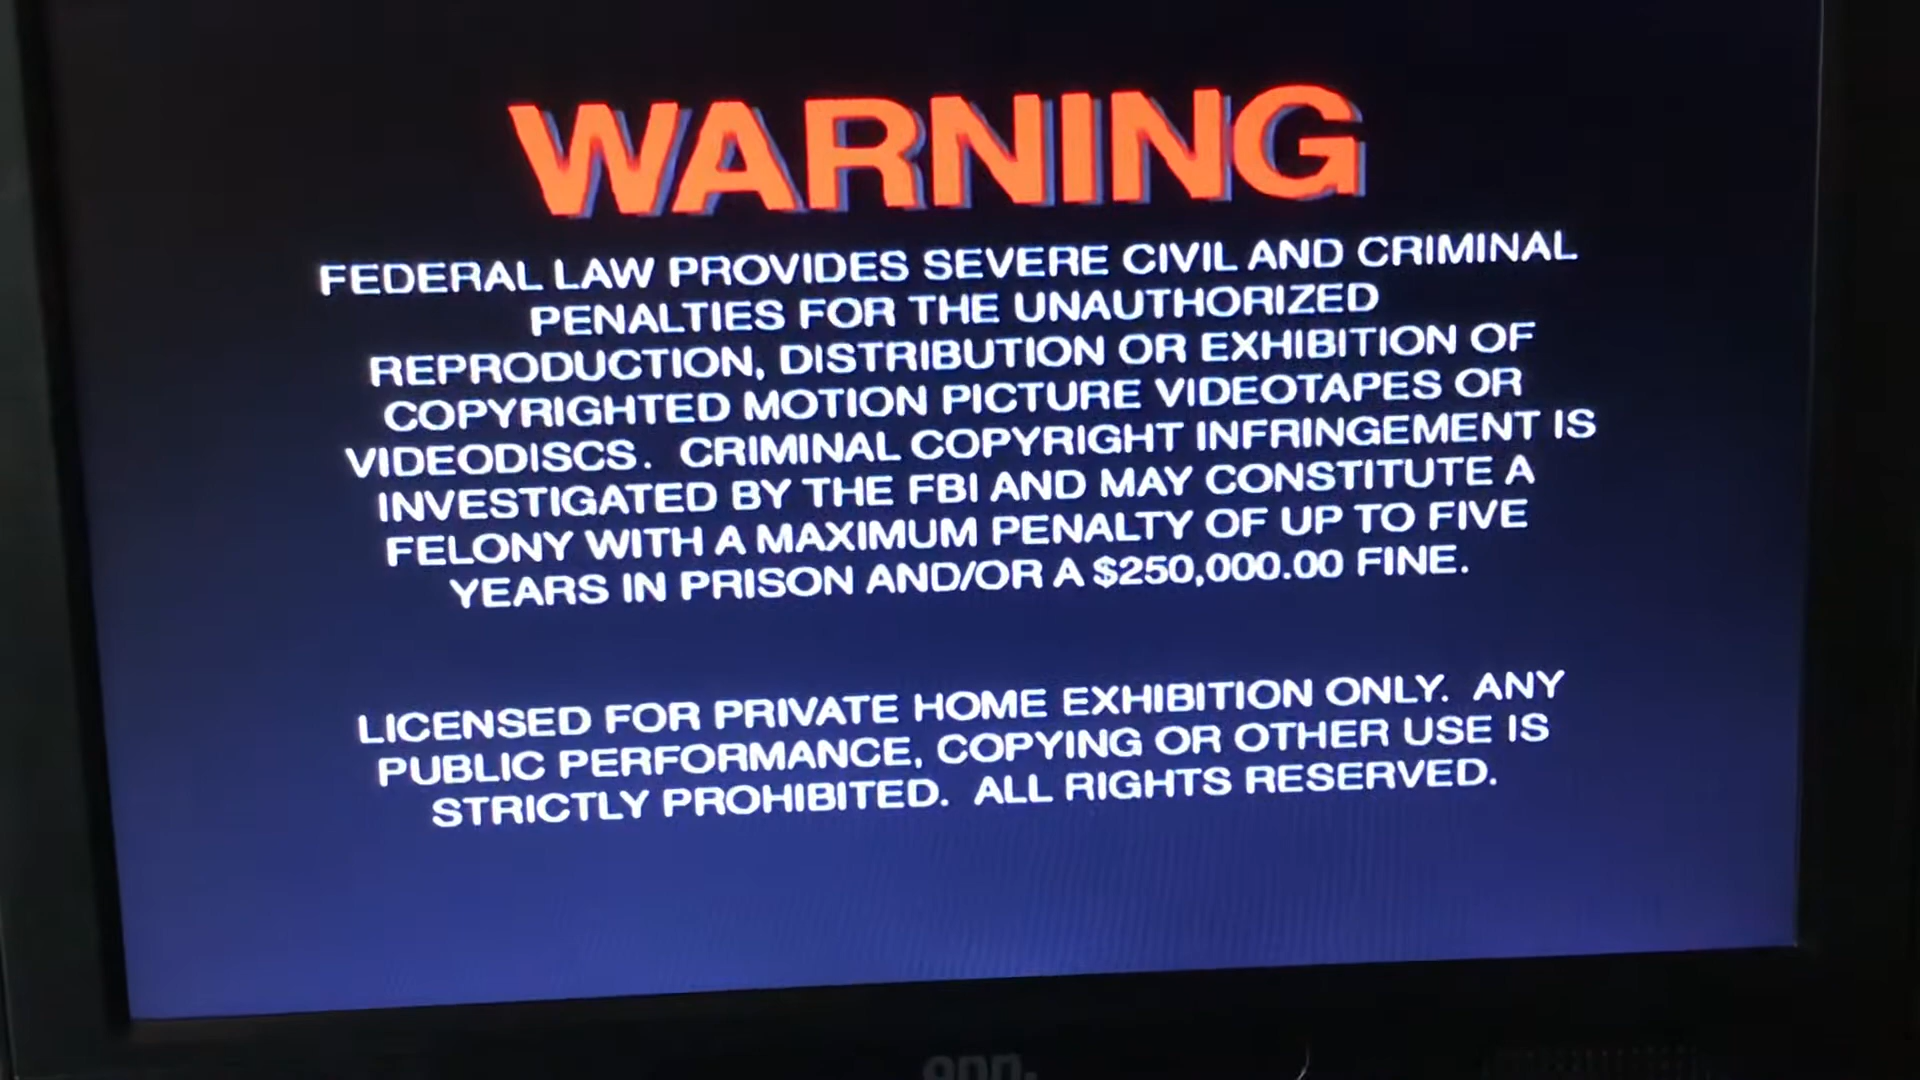 WARNING
FEDERAL LAW PROVIDES SEVERE CIVIL AND CRIMINAL
PENALTIES FOR THE UNAUTHORIZED
REPRODUCTION, DISTRIBUTION OR EXHIBITION OF
COPYRIGHTED MOTION PICTURE VIDEOTAPES OR
VIDEODISCS. CRIMINAL COPYRIGHT INFRINGEMENT IS
INVESTIGATED BY THE FBI AND MAY CONSTITUTE A
FELONY WITH A MAXIMUM PENALTY OF UP TO FIVE
YEARS IN PRISON AND/OR A $250,000.00 FINE.
LICENSED FOR PRIVATE HOME EXHIBITION ONLY. ANY
PUBLIC PERFORMANCE, COPYING OR OTHER USE IS
STRICTLY PROHIBITED. ALL RIGHTS RESERVED.
onn.